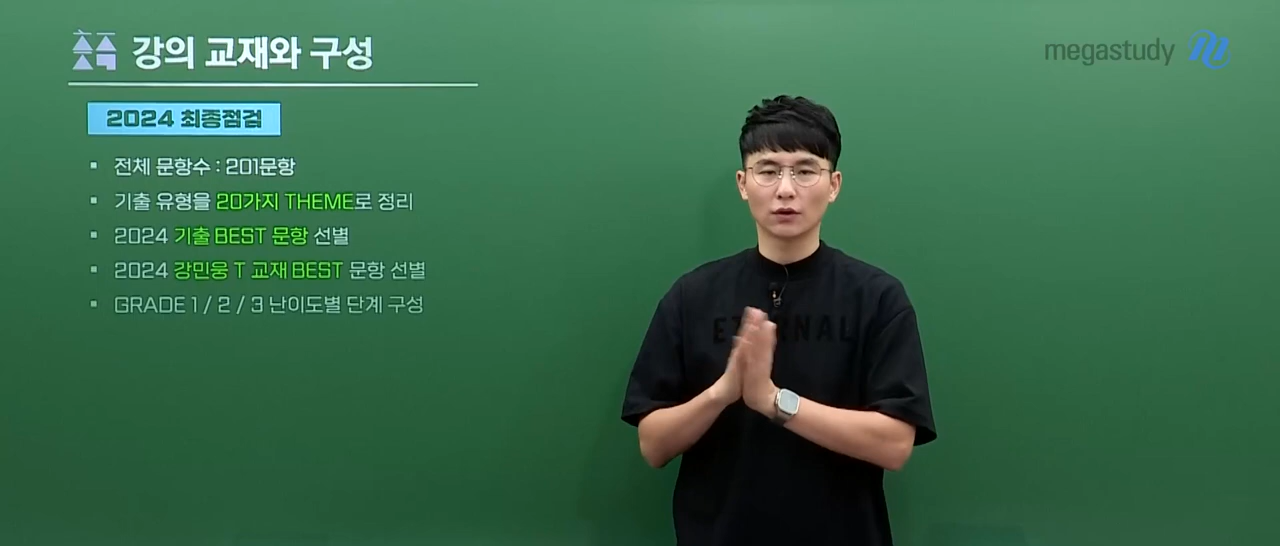 강의 교재와 구성
megastudy
2024 최종점검
전체 문항수 : 201문항
기출 유형을 20가지 THEME로 정리
2024 기출 BEST 문항 선별
2024 강민웅 T 교재 BEST 문항 선별
GRADE 1 / 2 / 3 난이도별 단계 구성